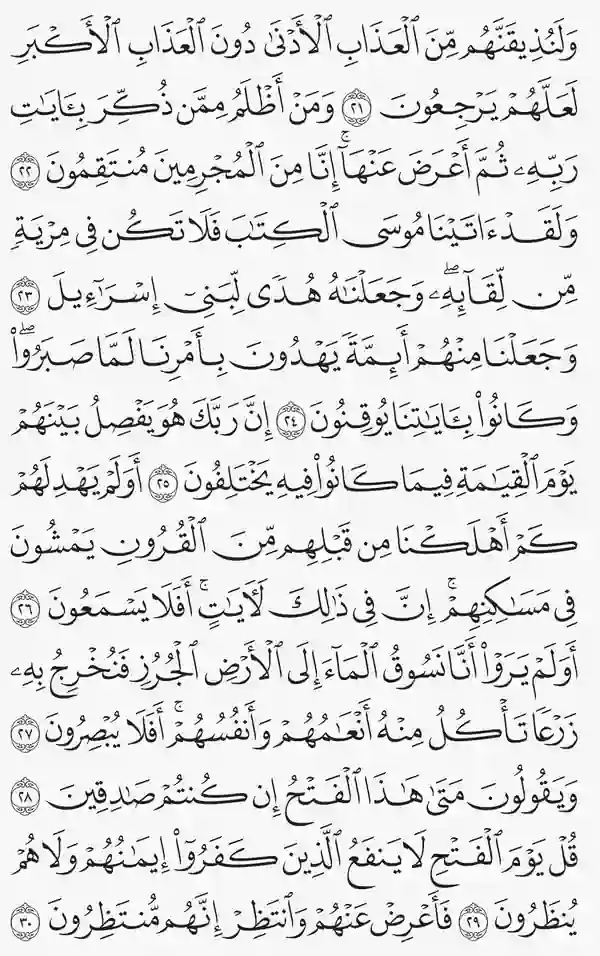 وَلَنُذِيقَنَّهُم مِّنَ ٱلۡعَذَابِ ٱلۡأَدۡنَىٰ دُونَ ٱلۡعَذَابِ ٱلۡأَكۡبَرِ
لَعَلَّهُمۡ يَرۡجِعُونَ ٢١ وَمَنۡ أَظۡلَمُ مِمَّن ذُكِّرَ بِـَٔايَٰتِ
رَبِّهِۦ ثُمَّ أَعۡرَضَ عَنۡهَآۚ إِنَّا مِنَ ٱلۡمُجۡرِمِينَ مُنتَقِمُونَ ٢٢
وَلَقَدۡ ءَاتَيۡنَا مُوسَى ٱلۡكِتَٰبَ فَلَا تَكُن فِي مِرۡيَةٖ
مِّن لِّقَآئِهِۦۖ وَجَعَلۡنَٰهُ هُدٗى لِّبَنِيٓ إِسۡرَٰٓءِيلَ ٢٣
وَجَعَلۡنَا مِنۡهُمۡ أَئِمَّةٗ يَهۡدُونَ بِأَمۡرِنَا لَمَّا صَبَرُواْۖ
وَكَانُواْ بِـَٔايَٰتِنَا يُوقِنُونَ ٢٤ إِنَّ رَبَّكَ هُوَ يَفۡصِلُ بَيۡنَهُمۡ
يَوۡمَ ٱلۡقِيَٰمَةِ فِيمَا كَانُواْ فِيهِ يَخۡتَلِفُونَ ٢٥ أَوَلَمۡ يَهۡدِ لَهُمۡ
كَمۡ أَهۡلَكۡنَا مِن قَبۡلِهِم مِّنَ ٱلۡقُرُونِ يَمۡشُونَ
فِي مَسَٰكِنِهِمۡۚ إِنَّ فِي ذَٰلِكَ لَأٓيَٰتٍۚ أَفَلَا يَسۡمَعُونَ ٢٦
أَوَلَمۡ يَرَوۡاْ أَنَّا نَسُوقُ ٱلۡمَآءَ إِلَى ٱلۡأَرۡضِ ٱلۡجُرُزِ فَنُخۡرِجُ بِهِۦ
زَرۡعٗا تَأۡكُلُ مِنۡهُ أَنۡعَٰمُهُمۡ وَأَنفُسُهُمۡۚ أَفَلَا يُبۡصِرُونَ ٢٧
وَيَقُولُونَ مَتَىٰ هَٰذَا ٱلۡفَتۡحُ إِن كُنتُمۡ صَٰدِقِينَ ٢٨
قُلۡ يَوۡمَ ٱلۡفَتۡحِ لَا يَنفَعُ ٱلَّذِينَ كَفَرُوٓاْ إِيمَٰنُهُمۡ وَلَا هُمۡ
يُنظَرُونَ ٢٩ فَأَعۡرِضۡ عَنۡهُمۡ وَٱنتَظِرۡ إِنَّهُم مُّنتَظِرُونَ ٣٠